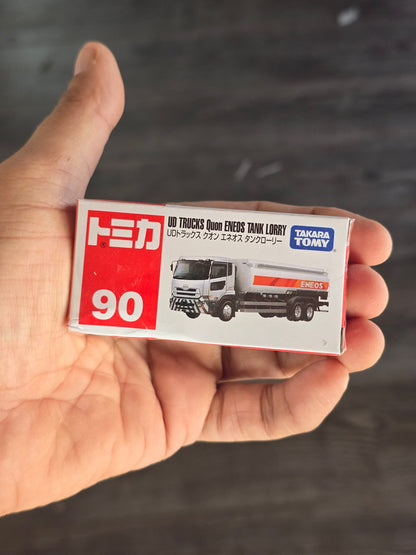 トミカ
90
UD TRUCKS Quon ENEOS TANK LORRY
UDトラックス クオン エネオス タンクローリー
TAKARA
TOMY
ENEOS